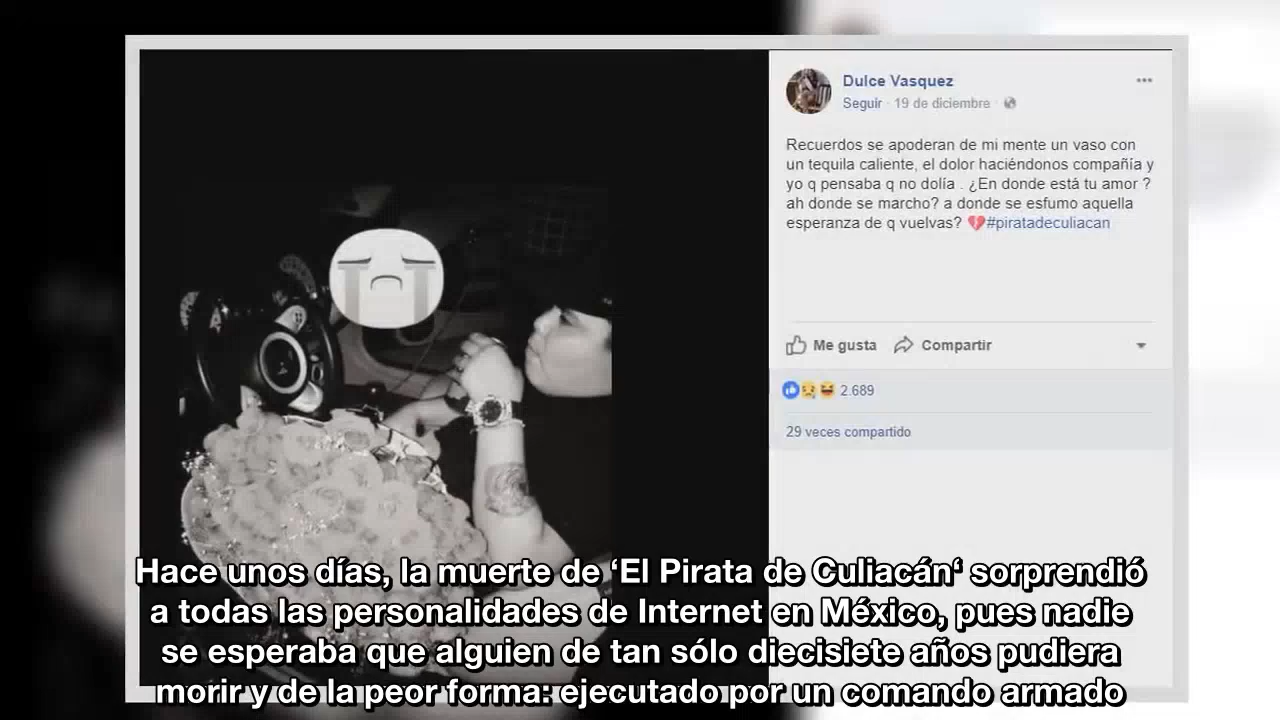 Dulce Vasquez
Seguir · 19 de diciembre ·
Recuerdos se apoderan de mi mente un vaso con
un tequila caliente, el dolor haciéndonos compañía y
yo q pensaba q no dolía . ¿En donde está tu amor ?
ah donde se marcho? a donde se esfumo aquella
esperanza de q vuelvas? 💔#piratadeculiacan
Me gusta Compartir
2.689
29 veces compartido
Hace unos días, la muerte de ‘El Pirata de Culiacán‘ sorprendió
a todas las personalidades de Internet en México, pues nadie
se esperaba que alguien de tan sólo diecisiete años pudiera
morir y de la peor forma: ejecutado por un comando armado